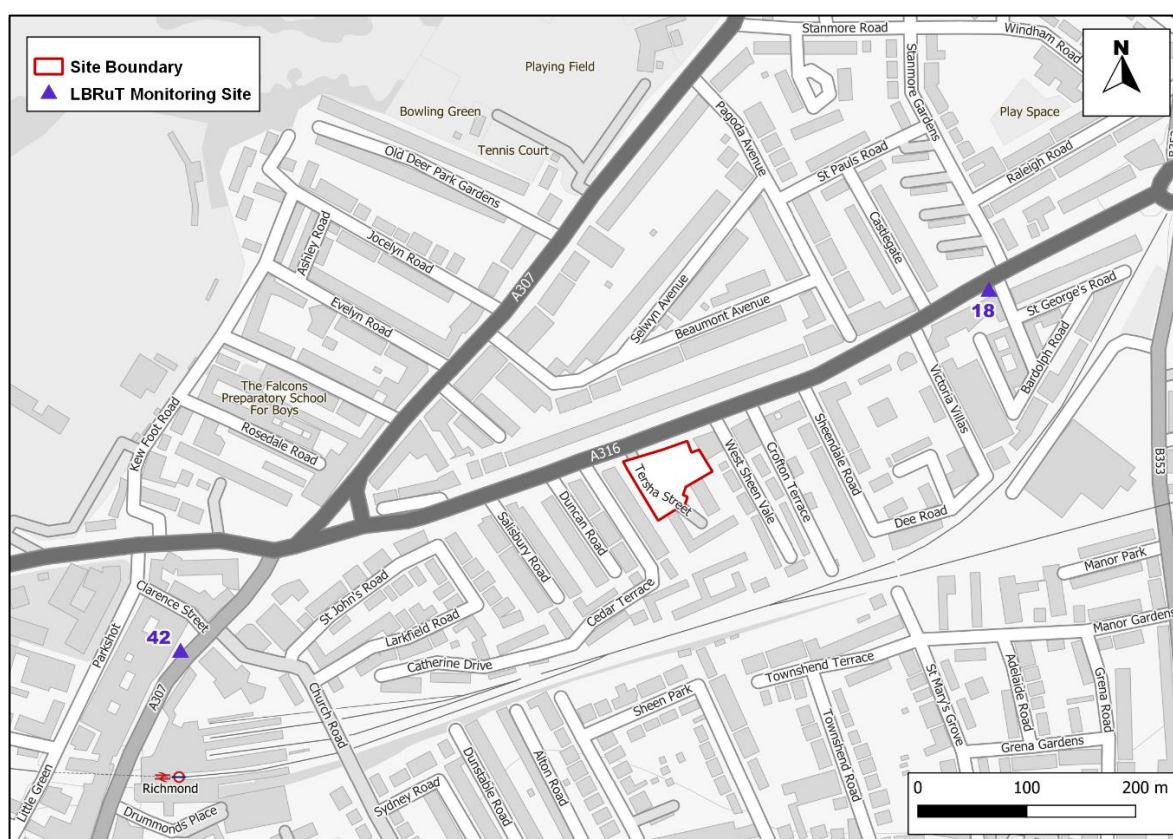 Site Boundary
LBRuT Monitoring Site
N
Stanmore Road
Windham Road
Playing Field
Bowling Green
Tennis Court
Play Space
Pagoda Avenue
Stanmore Gardens
St Pauls Road
Raleigh Road
Old Deer Park Gardens
Ashley Road
Jocelyn Road
A307
Castlegate
Evelyn Road
Selwyn Avenue
Beaumont Avenue
18
St George's Road
Bardolph Road
Victoria Villas
The Falcons
Preparatory School
For Boys
Kew Foot Road
Rosedale Road
A316
Tersha Street
West Sheen Vale
Crofton Terrace
Sheendale Road
B353
Duncan Road
Salisbury Road
Dee Road
Manor Park
Clarence Street
St John's Road
Cedar Terrace
Larkfield Road
Manor Gardens
42
Parkshot
Catherine Drive
Townshend Terrace
A307
Church Road
Sheen Park
St Mary's Grove
Adelaide Road
Grena Road
Townshend Road
Grena Gardens
Little Green
Richmond
Dunstable Road
Alton Road
Sydney Road
Drummonds Place
0 100 200 m